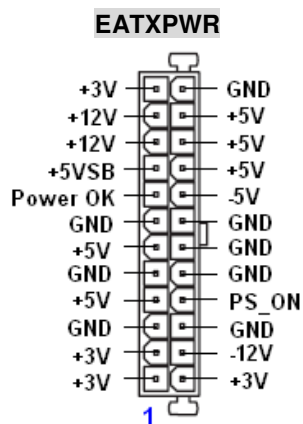 EATXPWR
+3V GND
+12V +5V
+12V +5V
+5VSB +5V
Power OK -5V
GND GND
+5V GND
GND GND
+5V PS_ON
GND GND
+3V -12V
+3V +3V
1